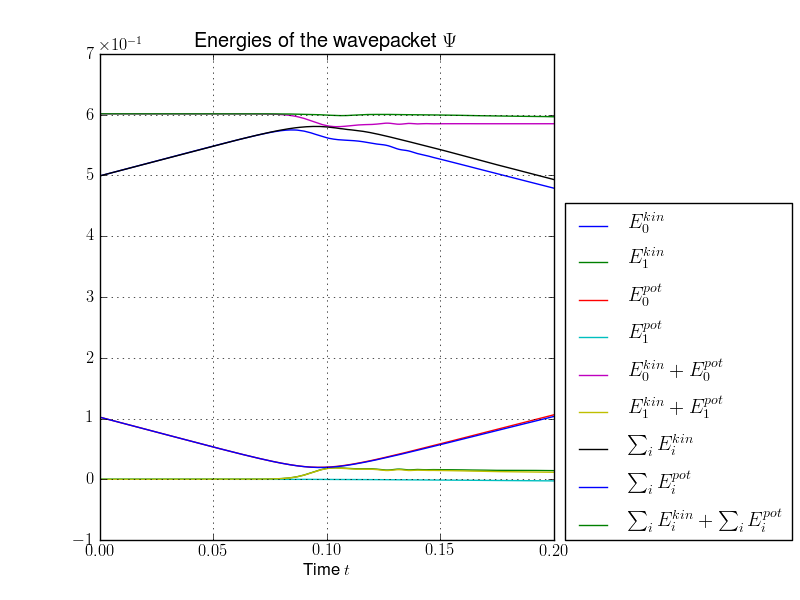 Energies of the wavepacket Ψ
×10⁻¹
7
6
5
4
3
2
1
0
−1
0.00 0.05 0.10 0.15 0.20
Time t
E_0^{kin}
E_1^{kin}
E_0^{pot}
E_1^{pot}
E_0^{kin} + E_0^{pot}
E_1^{kin} + E_1^{pot}
∑_i E_i^{kin}
∑_i E_i^{pot}
∑_i E_i^{kin} + ∑_i E_i^{pot}